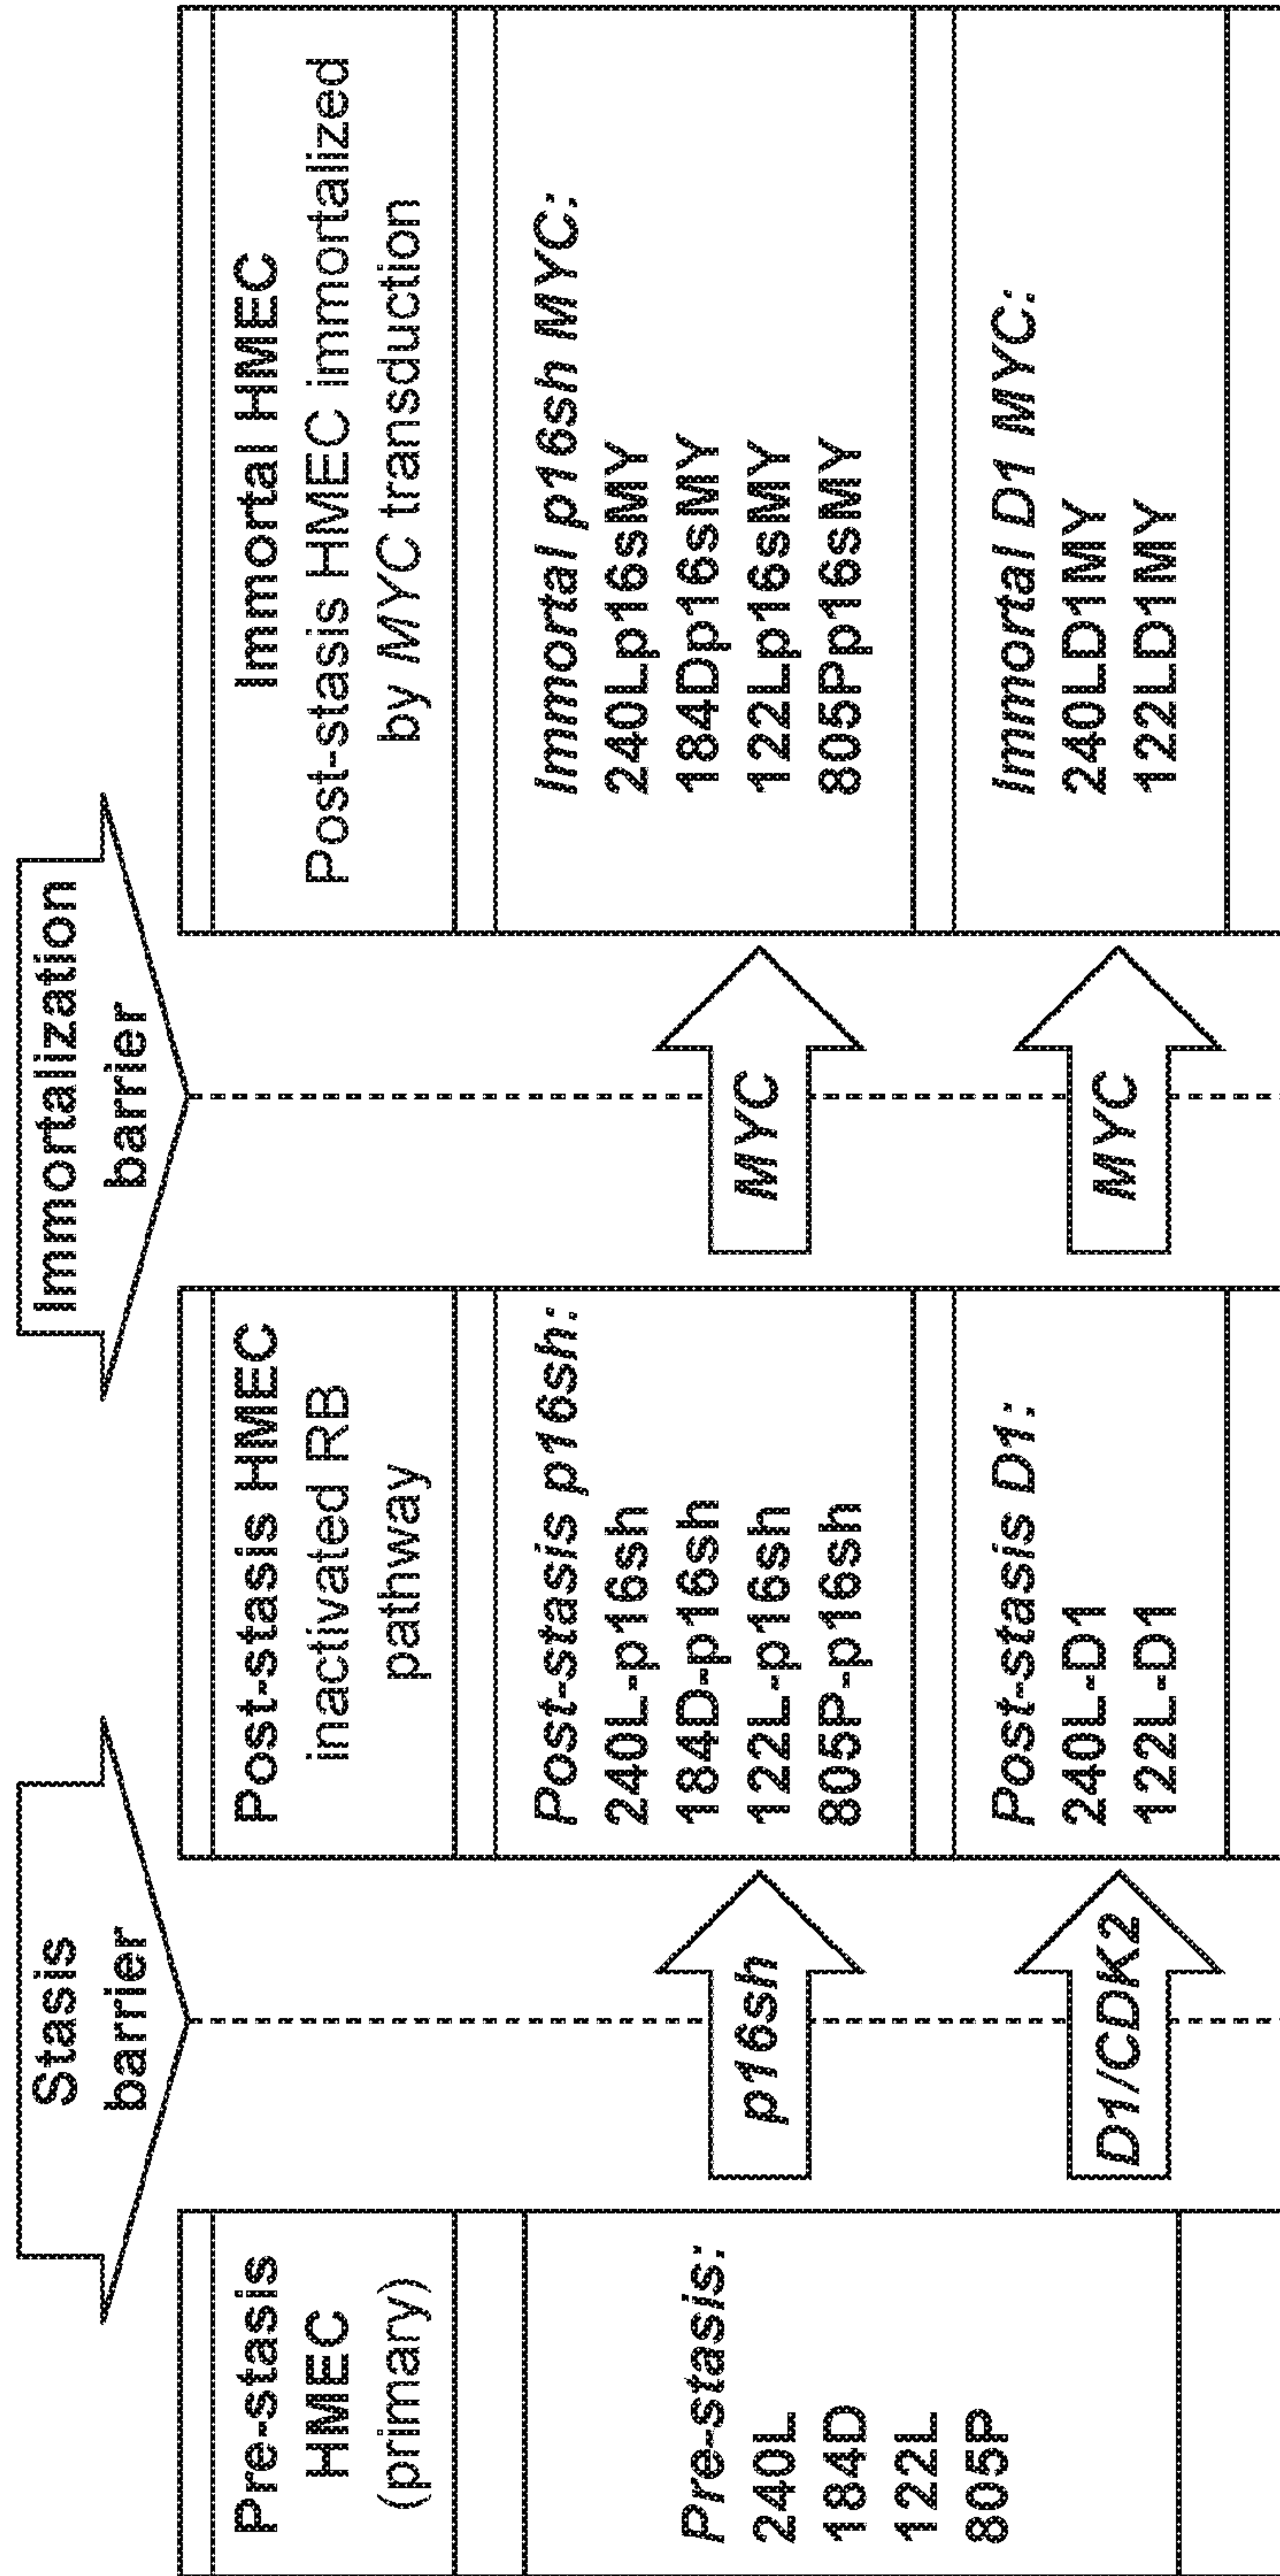 Stasis
barrier
Immortalization
barrier
Pre-stasis
HMEC
(primary)
Post-stasis HMEC
inactivated RB
pathway
Immortal HMEC
Post-stasis HMEC immortalized
by MYC transduction
Pre-stasis:
240L
184D
122L
805P
p16sh
D1/CDK2
Post-stasis p16sh:
240L-p16sh
184D-p16sh
122L-p16sh
805P-p16sh
Post-stasis D1:
240L-D1
122L-D1
MYC
MYC
Immortal p16sh MYC:
240Lp16sMY
184Dp16sMY
122Lp16sMY
805Pp16sMY
Immortal D1 MYC:
240LD1MY
122LD1MY